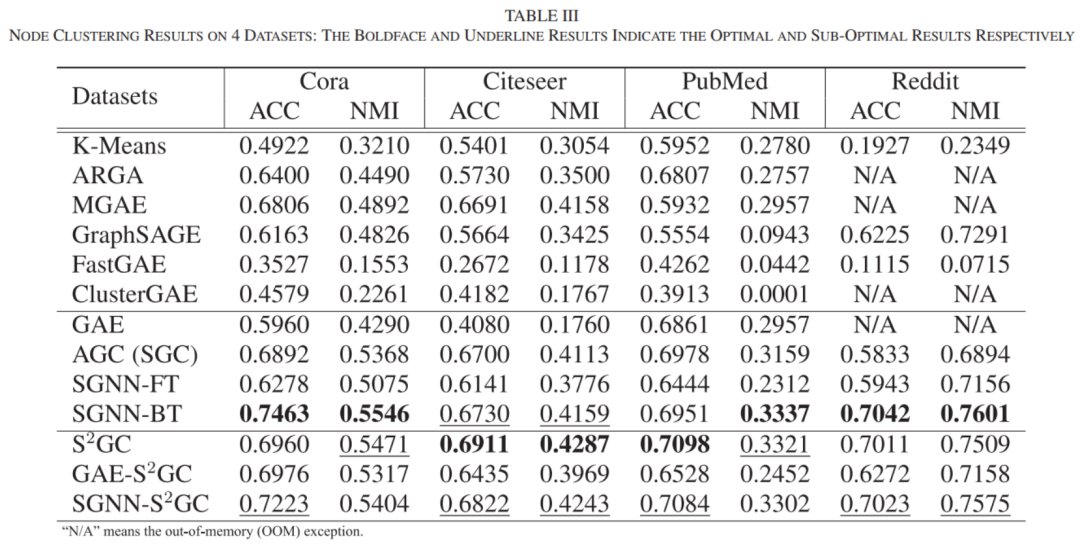 TABLE III
NODE CLUSTERING RESULTS ON 4 DATASETS: THE BOLDFACE AND UNDERLINE RESULTS INDICATE THE OPTIMAL AND SUB-OPTIMAL RESULTS RESPECTIVELY
Datasets Cora Citeseer PubMed Reddit
ACC NMI ACC NMI ACC NMI ACC NMI
K-Means 0.4922 0.3210 0.5401 0.3054 0.5952 0.2780 0.1927 0.2349
ARGA 0.6400 0.4490 0.5730 0.3500 0.6807 0.2757 N/A N/A
MGAE 0.6806 0.4892 0.6691 0.4158 0.5932 0.2957 N/A N/A
GraphSAGE 0.6163 0.4826 0.5664 0.3425 0.5554 0.0943 0.6225 0.7291
FastGAE 0.3527 0.1553 0.2672 0.1178 0.4262 0.0442 0.1115 0.0715
ClusterGAE 0.4579 0.2261 0.4182 0.1767 0.3913 0.0001 N/A N/A
GAE 0.5960 0.4290 0.4080 0.1760 0.6861 0.2957 N/A N/A
AGC (SGC) 0.6892 0.5368 0.6700 0.4113 0.6978 0.3159 0.5833 0.6894
SGNN-FT 0.6278 0.5075 0.6141 0.3776 0.6444 0.2312 0.5943 0.7156
SGNN-BT 0.7463 0.5546 0.6730 0.4159 0.6951 0.3337 0.7042 0.7601
S²GC 0.6960 0.5471 0.6911 0.4287 0.7098 0.3321 0.7011 0.7509
GAE-S²GC 0.6976 0.5317 0.6435 0.3969 0.6528 0.2452 0.6272 0.7158
SGNN-S²GC 0.7223 0.5404 0.6822 0.4243 0.7084 0.3302 0.7023 0.7575
“N/A” means the out-of-memory (OOM) exception.